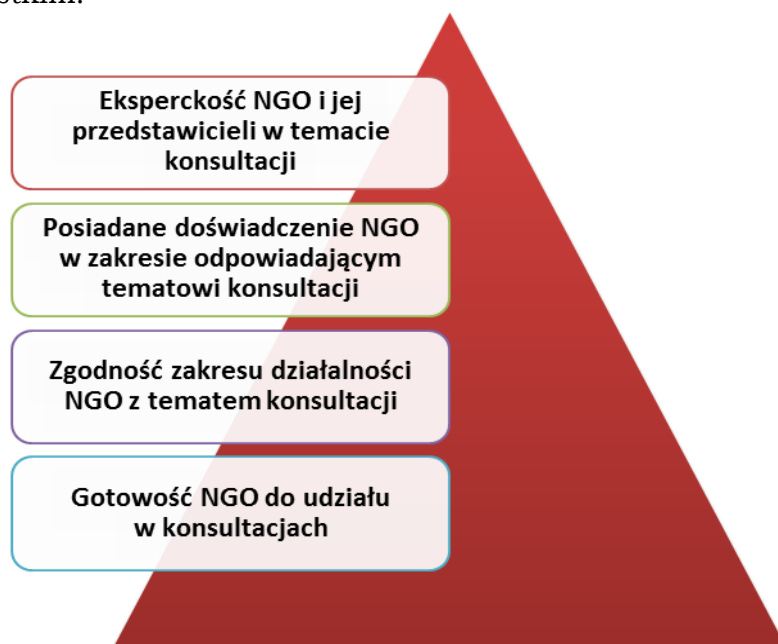 Eksperckość NGO i jej
przedstawicieli w temacie
konsultacji
Posiadane doświadczenie NGO
w zakresie odpowiadającym
tematowi konsultacji
Zgodność zakresu działalności
NGO z tematem konsultacji
Gotowość NGO do udziału
w konsultacjach